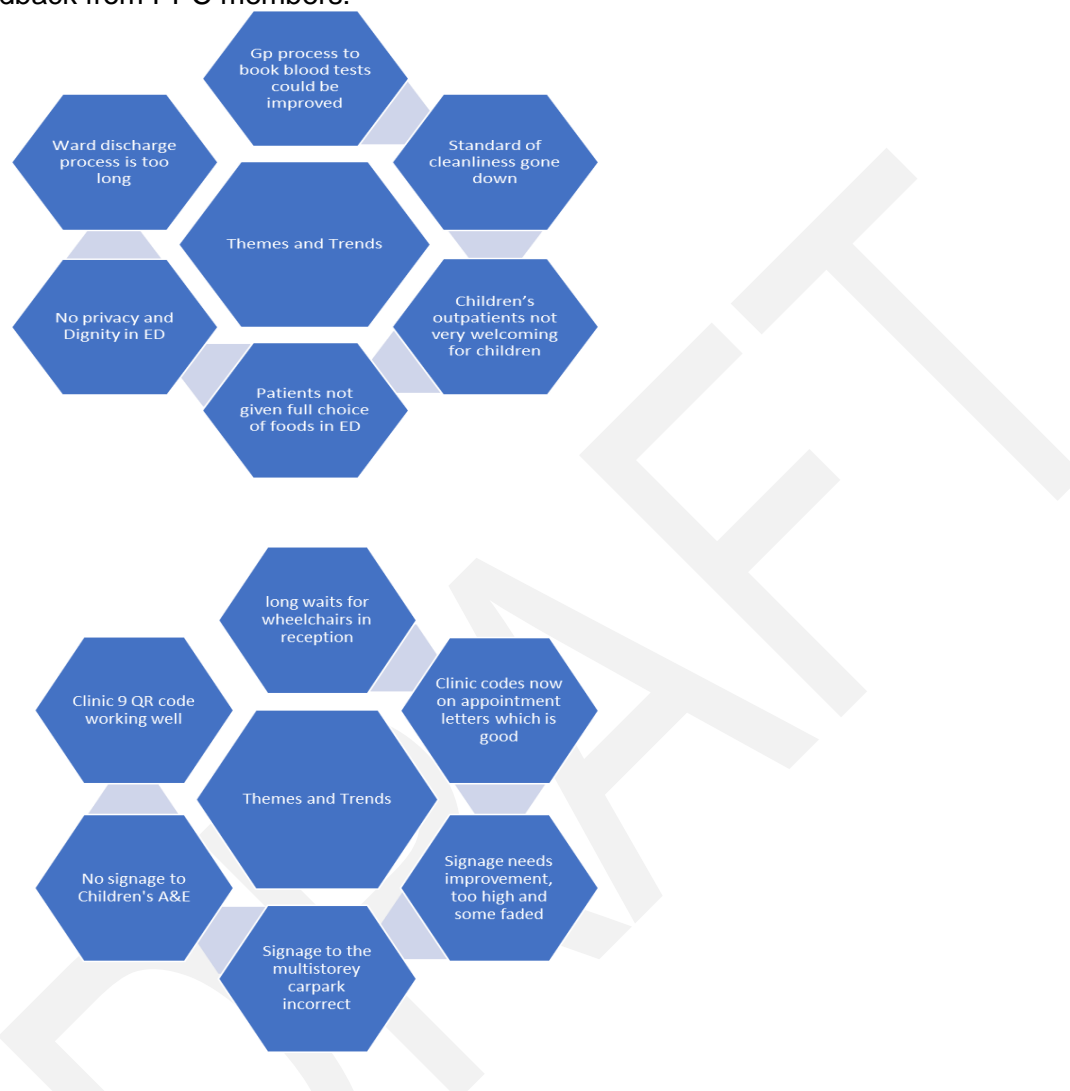 Gp process to
book blood tests
could be
improved
Standard of
cleanliness gone
down
Children's
outpatients not
very welcoming
for children
Patients not
given full choice
of foods in ED
No privacy and
Dignity in ED
Ward discharge
process is too
long
Themes and Trends
long waits for
wheelchairs in
reception
Clinic codes now
on appointment
letters which is
good
Signage needs
improvement,
too high and
some faded
Signage to the
multistorey
carpark
incorrect
No signage to
Children's A&E
Clinic 9 QR code
working well
Themes and Trends
DRAFT